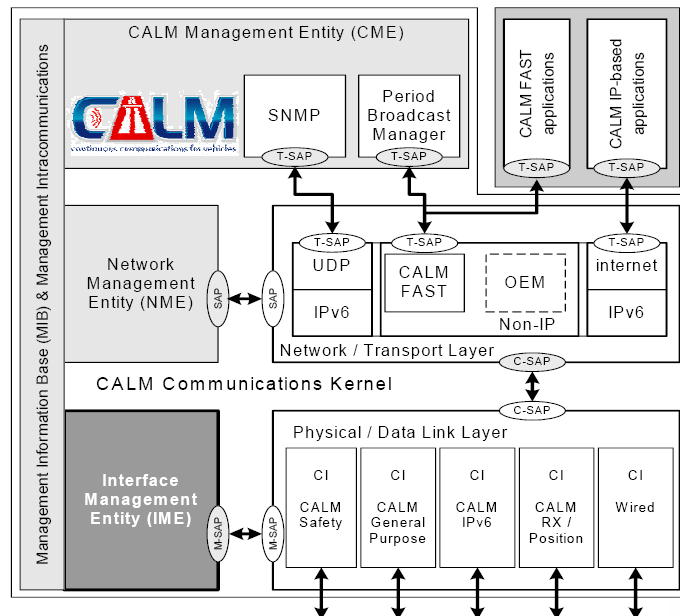 Management Information Base (MIB) & Management Intracommunications
CALM Management Entity (CME)
CALM
continuous communications for vehicles
SNMP
T-SAP
Period
Broadcast
Manager
T-SAP
CALM FAST
applications
T-SAP
CALM IP-based
applications
T-SAP
Network
Management
Entity (NME)
SAP
SAP
T-SAP
UDP
IPv6
T-SAP
CALM
FAST
OEM
Non-IP
T-SAP
internet
IPv6
Network / Transport Layer
C-SAP
CALM Communications Kernel
C-SAP
Interface
Management
Entity (IME)
M-SAP
M-SAP
Physical / Data Link Layer
CI
CALM
Safety
CI
CALM
General
Purpose
CI
CALM
IPv6
CI
CALM
RX /
Position
CI
Wired